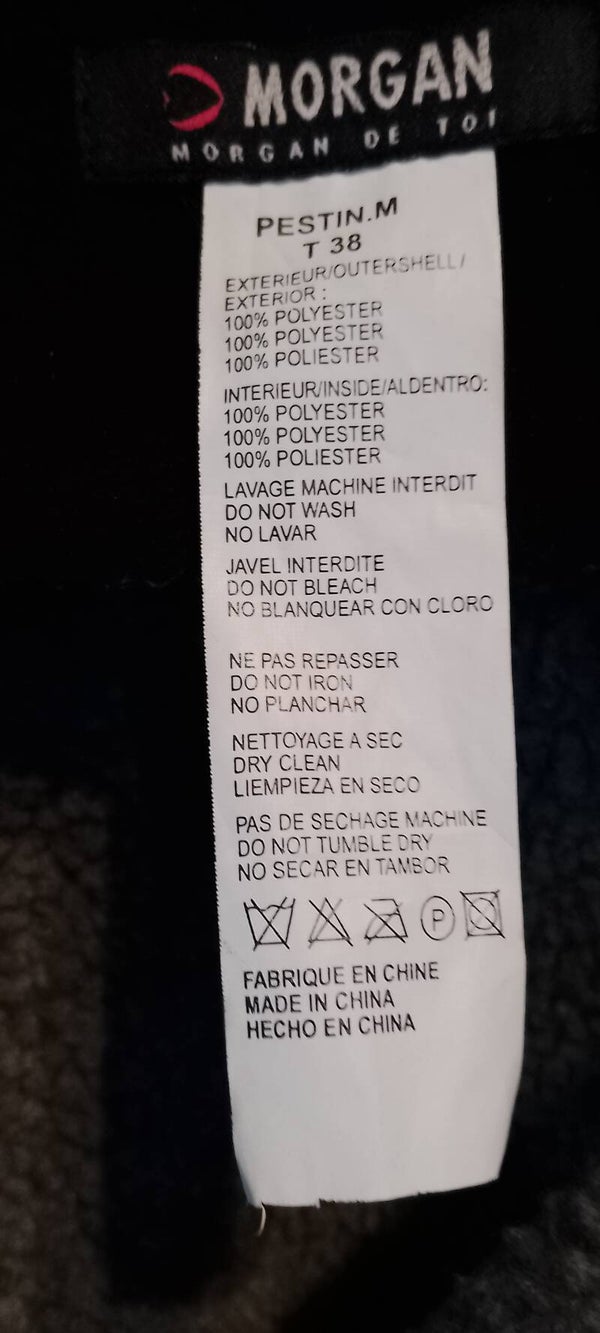 MORGAN
MORGAN DE TOI
PESTIN.M
T 38
EXTERIEUR/OUTERSHELL/
EXTERIOR :
100% POLYESTER
100% POLYESTER
100% POLIESTER
INTERIEUR/INSIDE/ALDENTRO:
100% POLYESTER
100% POLYESTER
100% POLIESTER
LAVAGE MACHINE INTERDIT
DO NOT WASH
NO LAVAR
JAVEL INTERDITE
DO NOT BLEACH
NO BLANQUEAR CON CLORO
NE PAS REPASSER
DO NOT IRON
NO PLANCHAR
NETTOYAGE A SEC
DRY CLEAN
LIEMPIEZA EN SECO
PAS DE SECHAGE MACHINE
DO NOT TUMBLE DRY
NO SECAR EN TAMBOR
P
FABRIQUE EN CHINE
MADE IN CHINA
HECHO EN CHINA